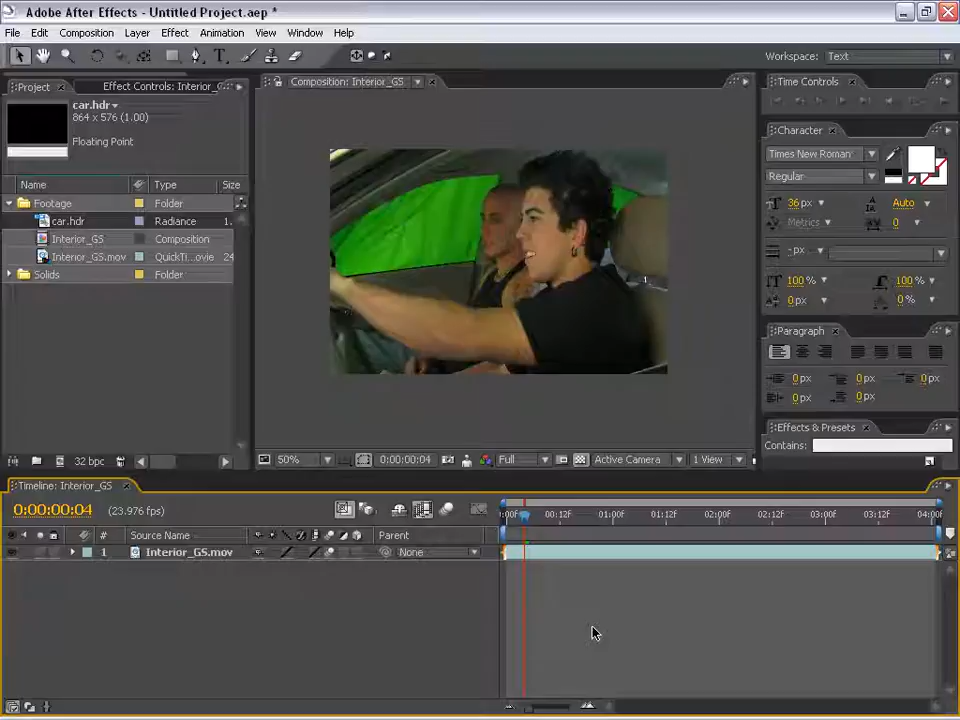 Adobe After Effects - Untitled Project.aep *
File Edit Composition Layer Effect Animation View Window Help
Workspace: Text
Project Effect Controls: Interior_G
Composition: Interior_GS
Time Controls
car.hdr
864 x 576 (1.00)
Floating Point
Character
Times New Roman
Regular
Name Type Size
Footage Folder
car.hdr Radiance 1.
Interior_GS Composition
Interior_GS.mov QuickTi...ovie 24
Solids Folder
36 px Auto
Metrics 0
- px
100 % 100 %
0 px 0 %
Paragraph
0 px 0 px 0 px
0 px 0 px
Effects & Presets
Contains:
32 bpc
50% 0:00:00:04 Full Active Camera 1 View
Timeline: Interior_GS
0:00:00:04 (23.976 fps)
:00F 00:12F 01:00F 01:12F 02:00F 02:12F 03:00F 03:12F 04:00F
# Source Name Parent
1 Interior_GS.mov None